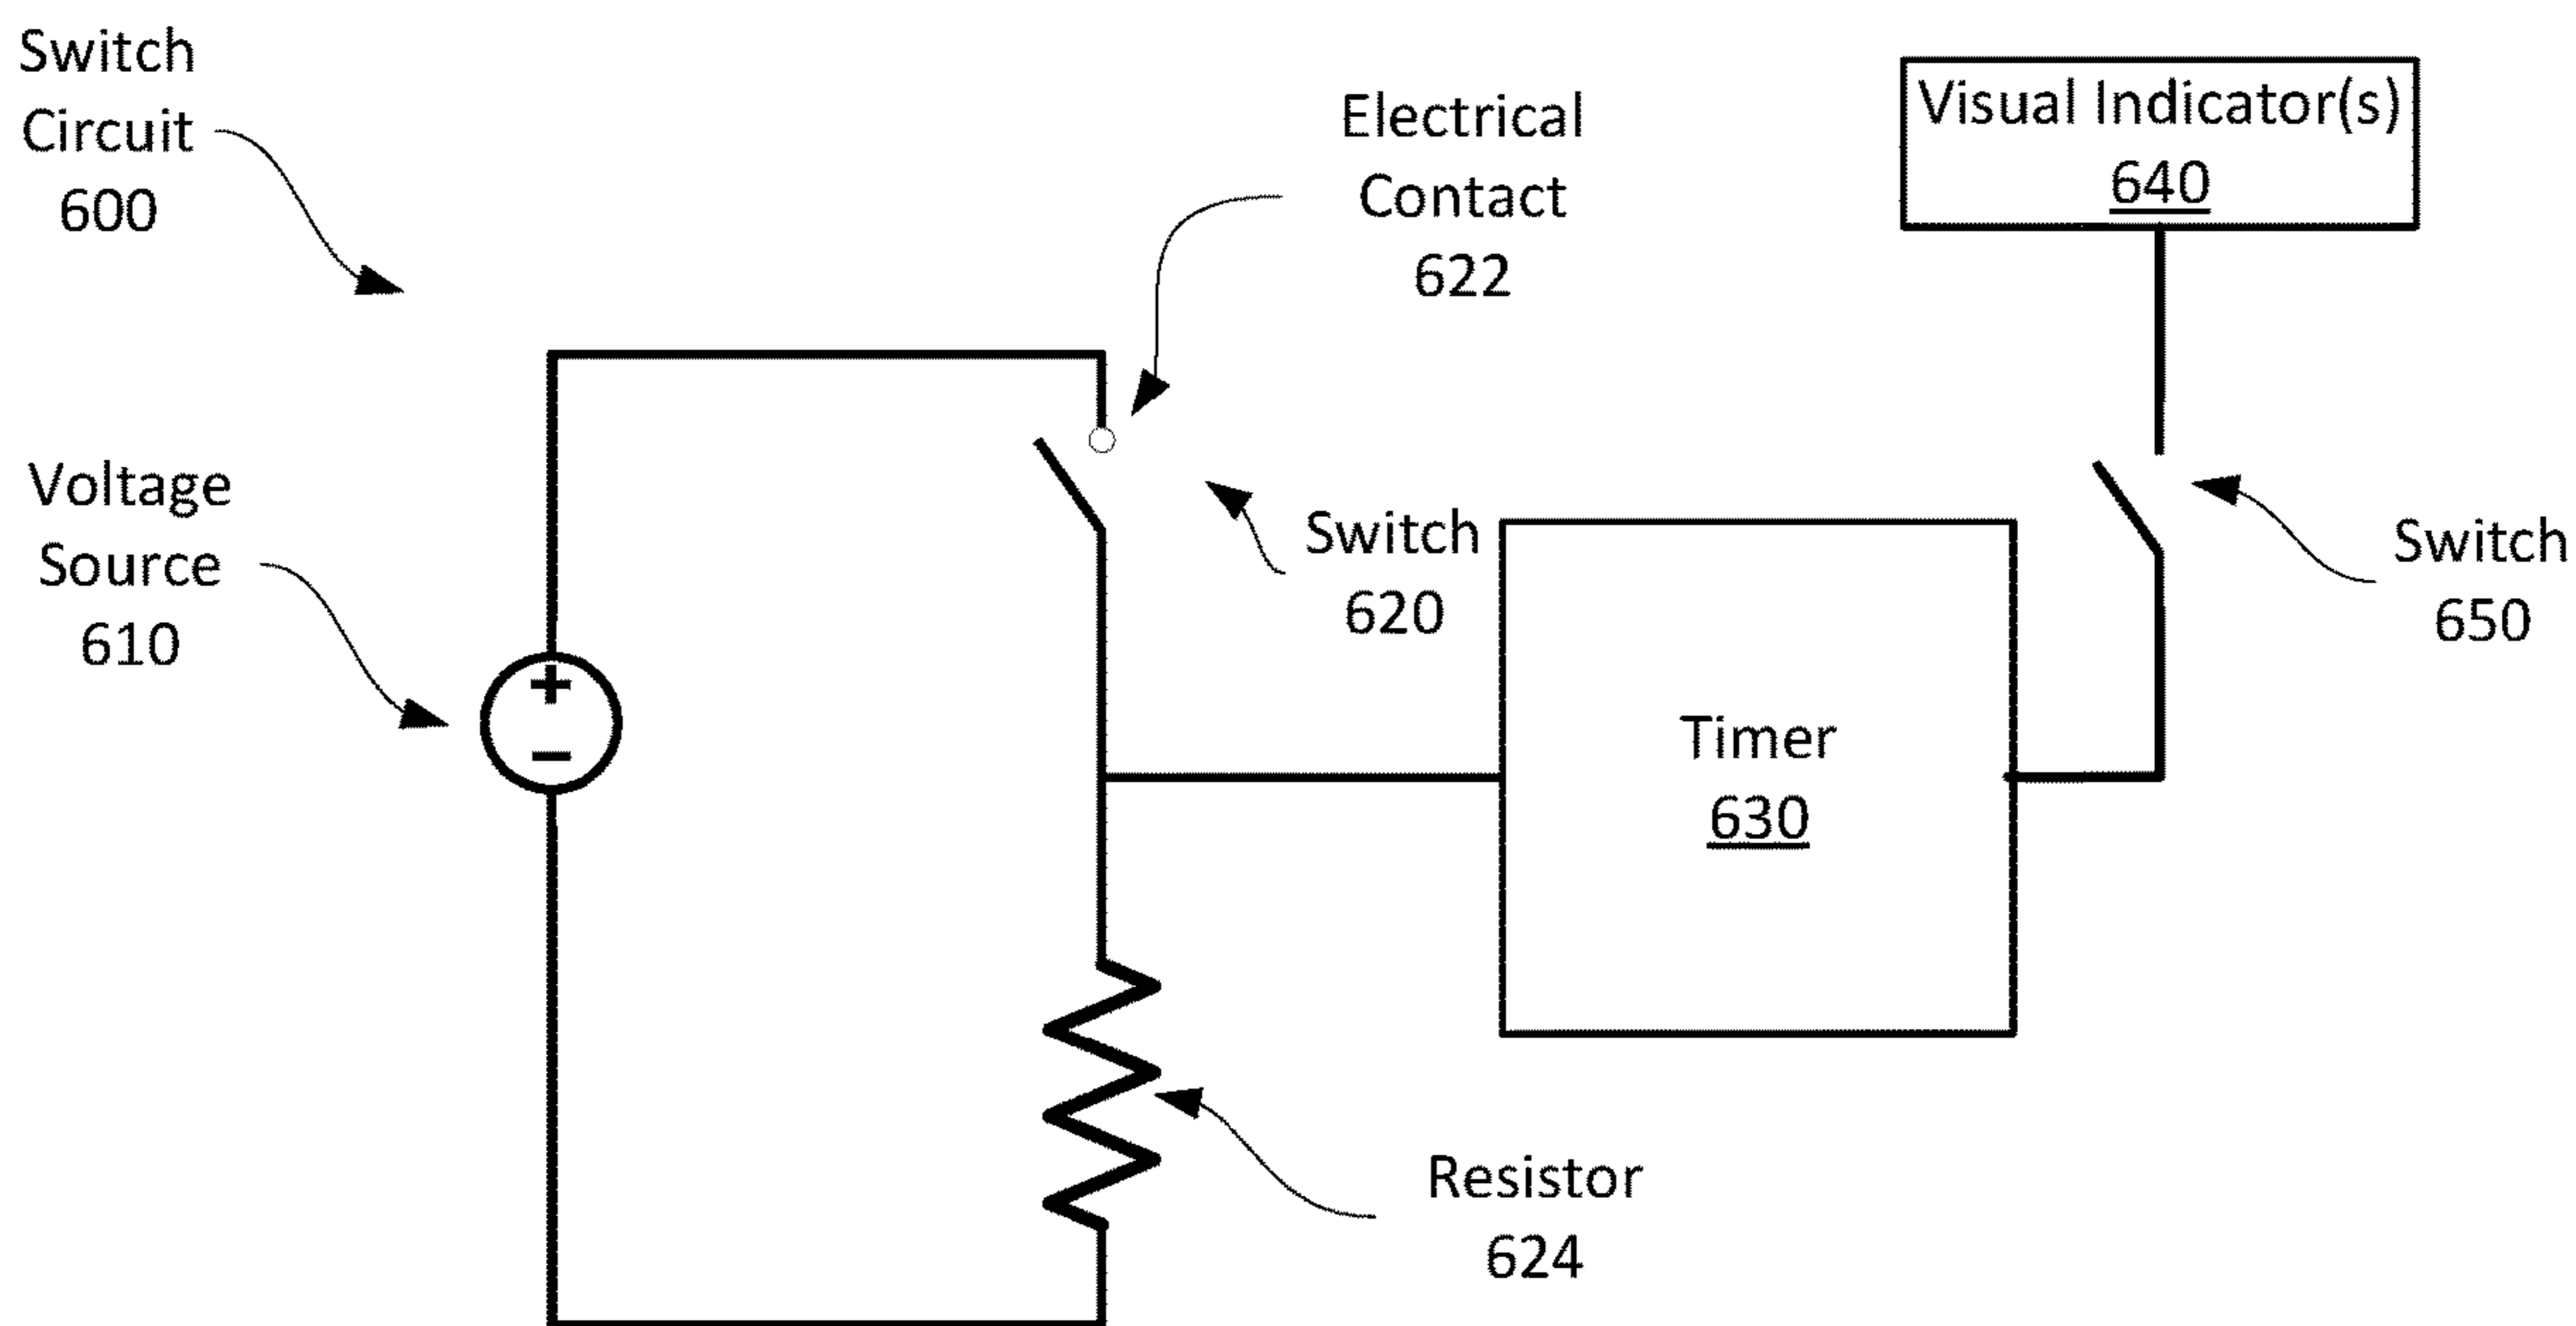 Switch
Circuit
600
Electrical
Contact
622
Visual Indicator(s)
640
Voltage
Source
610
+
−
Switch
620
Switch
650
Timer
630
Resistor
624